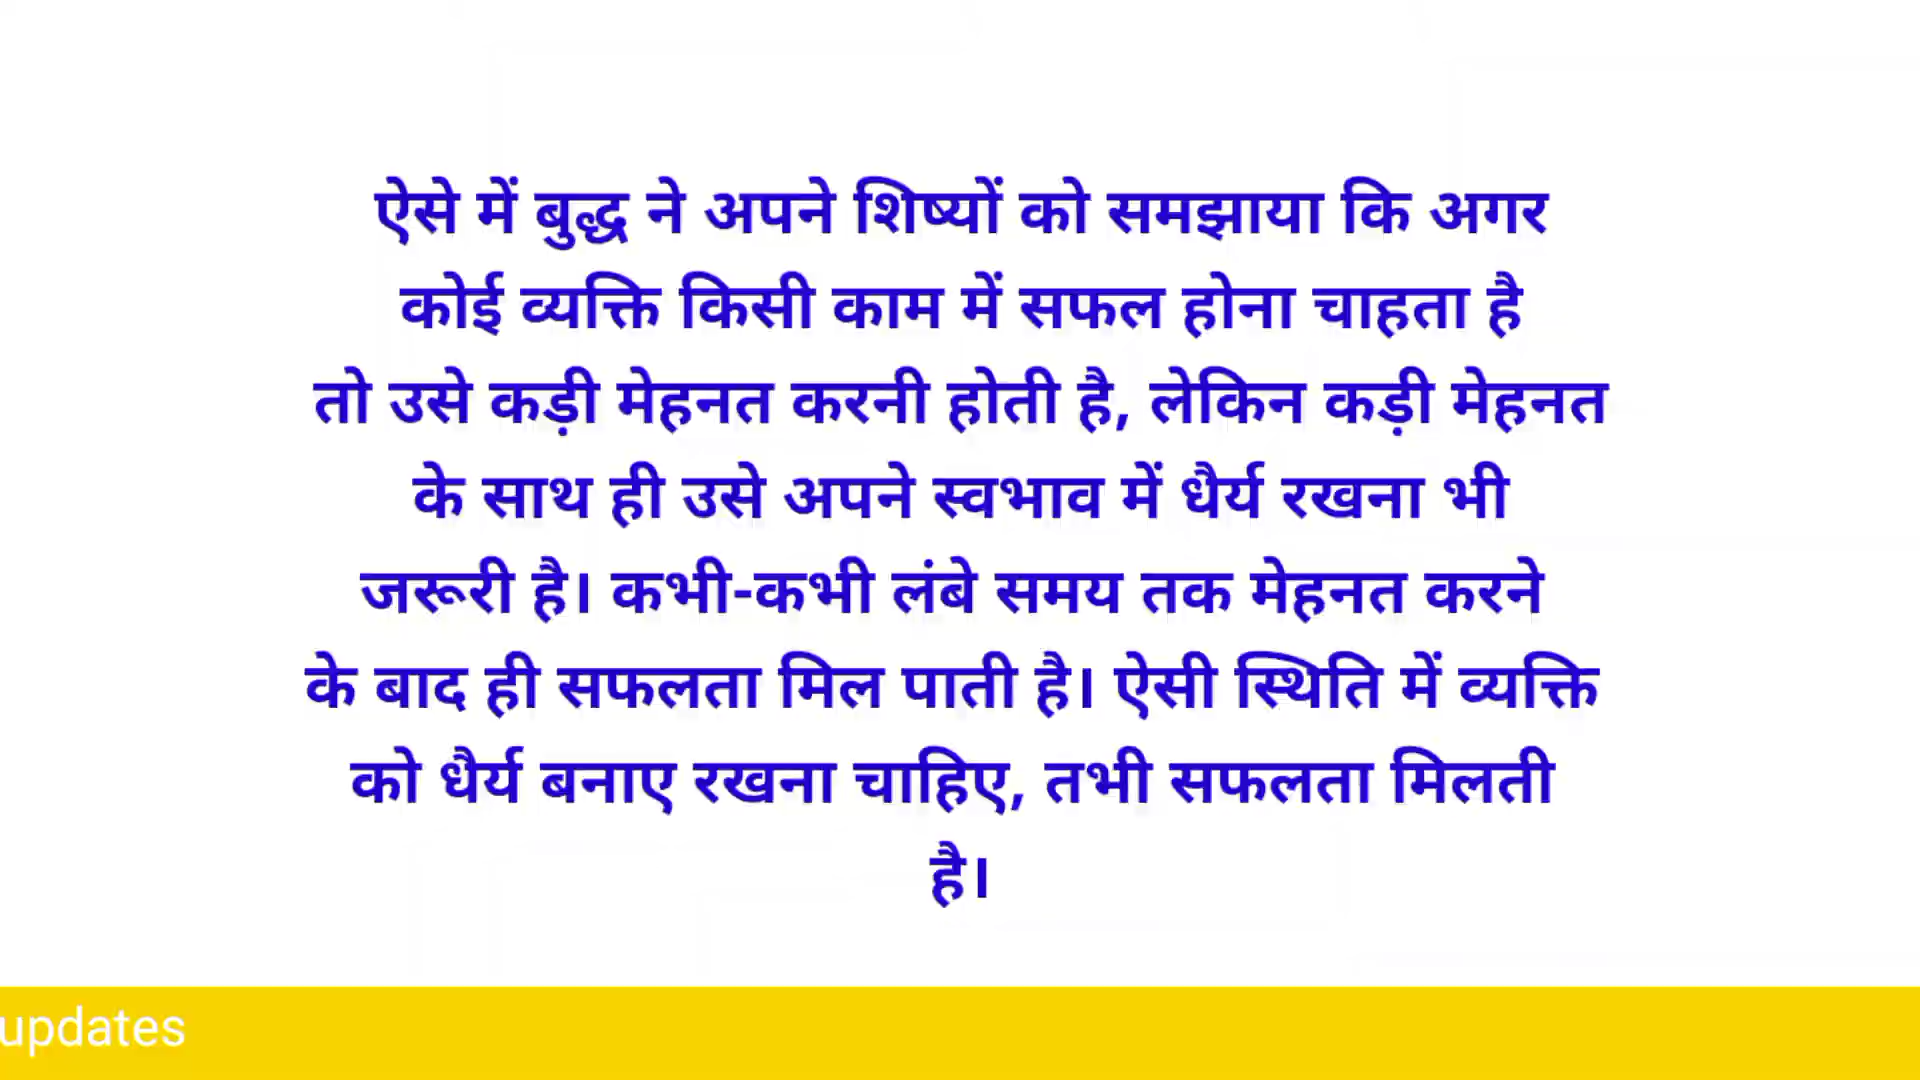 ऐसे में बुद्ध ने अपने शिष्यों को समझाया कि अगर
कोई व्यक्ति किसी काम में सफल होना चाहता है
तो उसे कड़ी मेहनत करनी होती है, लेकिन कड़ी मेहनत
के साथ ही उसे अपने स्वभाव में धैर्य रखना भी
जरूरी है। कभी-कभी लंबे समय तक मेहनत करने
के बाद ही सफलता मिल पाती है। ऐसी स्थिति में व्यक्ति
को धैर्य बनाए रखना चाहिए, तभी सफलता मिलती
है।
updates